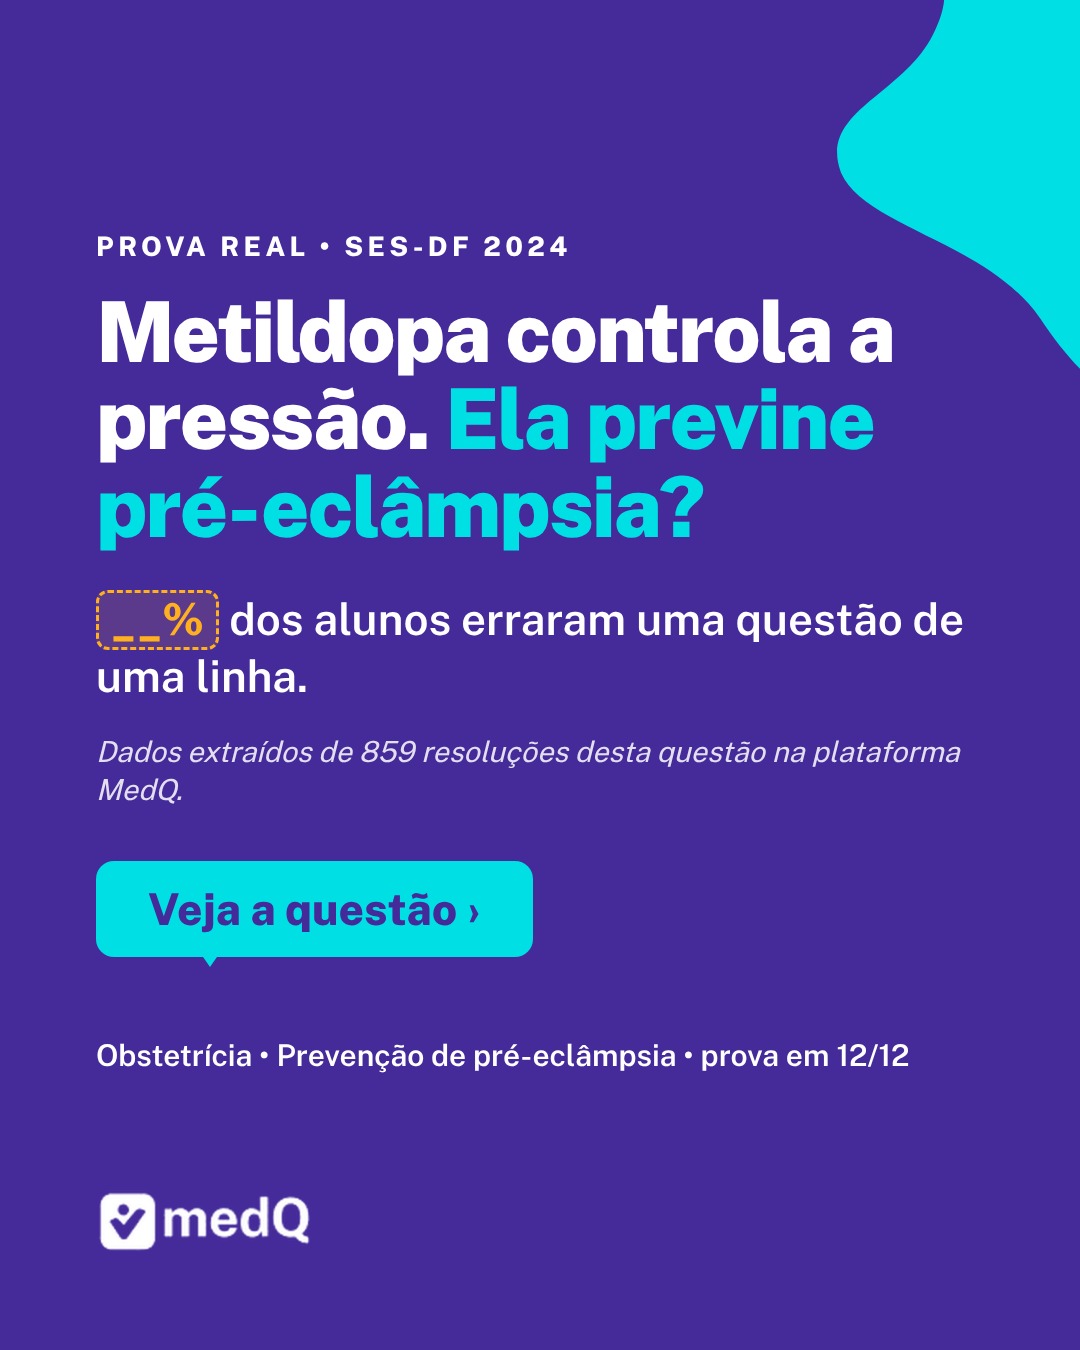 PROVA REAL • SES-DF 2024
Metildopa controla a
pressão. Ela previne
pré-eclâmpsia?
__% dos alunos erraram uma questão de
uma linha.
Dados extraídos de 859 resoluções desta questão na plataforma
MedQ.
Veja a questão ›
Obstetrícia • Prevenção de pré-eclâmpsia • prova em 12/12
medQ